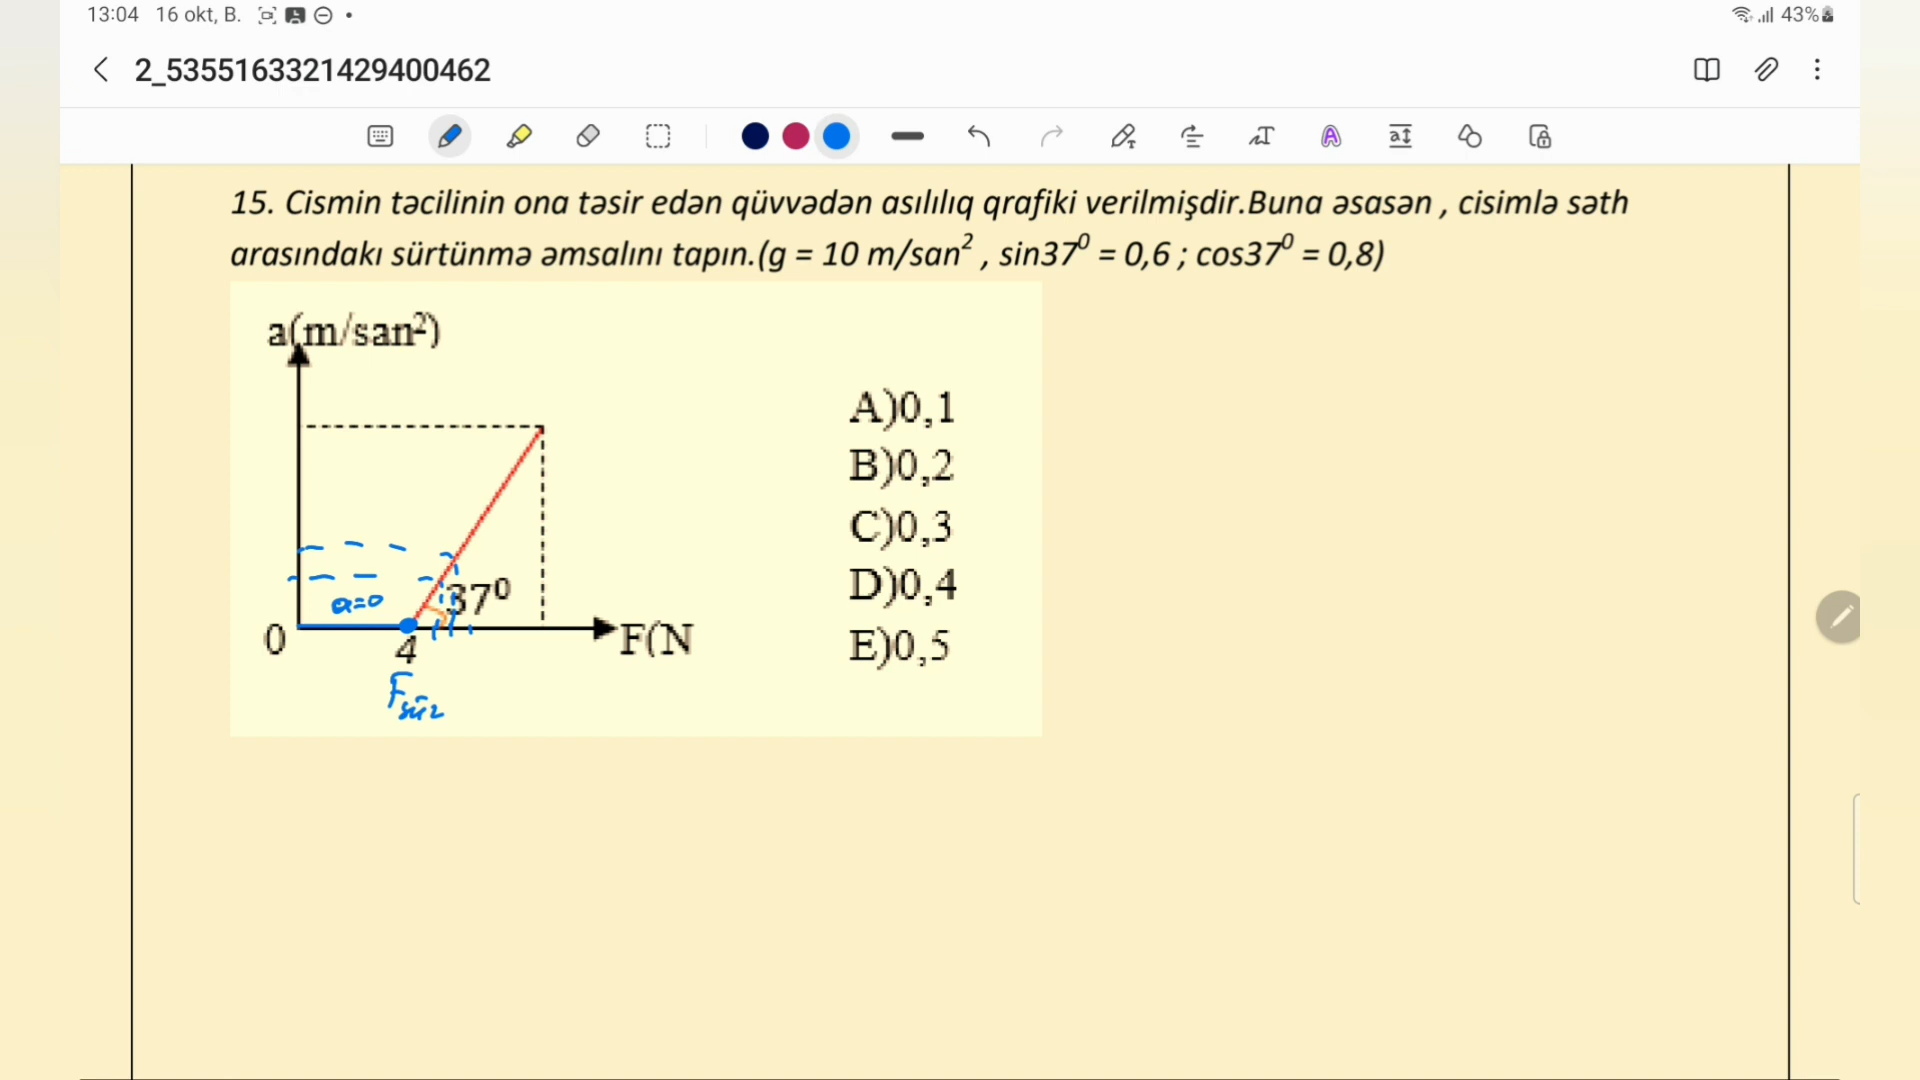 13:04 16 okt, B.
43%
2_5355163321429400462
15. Cismin təcilinin ona təsir edən qüvvədən asılılıq qrafiki verilmişdir.Buna əsasən , cisimlə səth
arasındakı sürtünmə əmsalını tapın.(g = 10 m/san² , sin37⁰ = 0,6 ; cos37⁰ = 0,8)
a(m/san²)
A)0,1
B)0,2
C)0,3
D)0,4
E)0,5
a=0
37⁰
0
4
F(N
Fsür